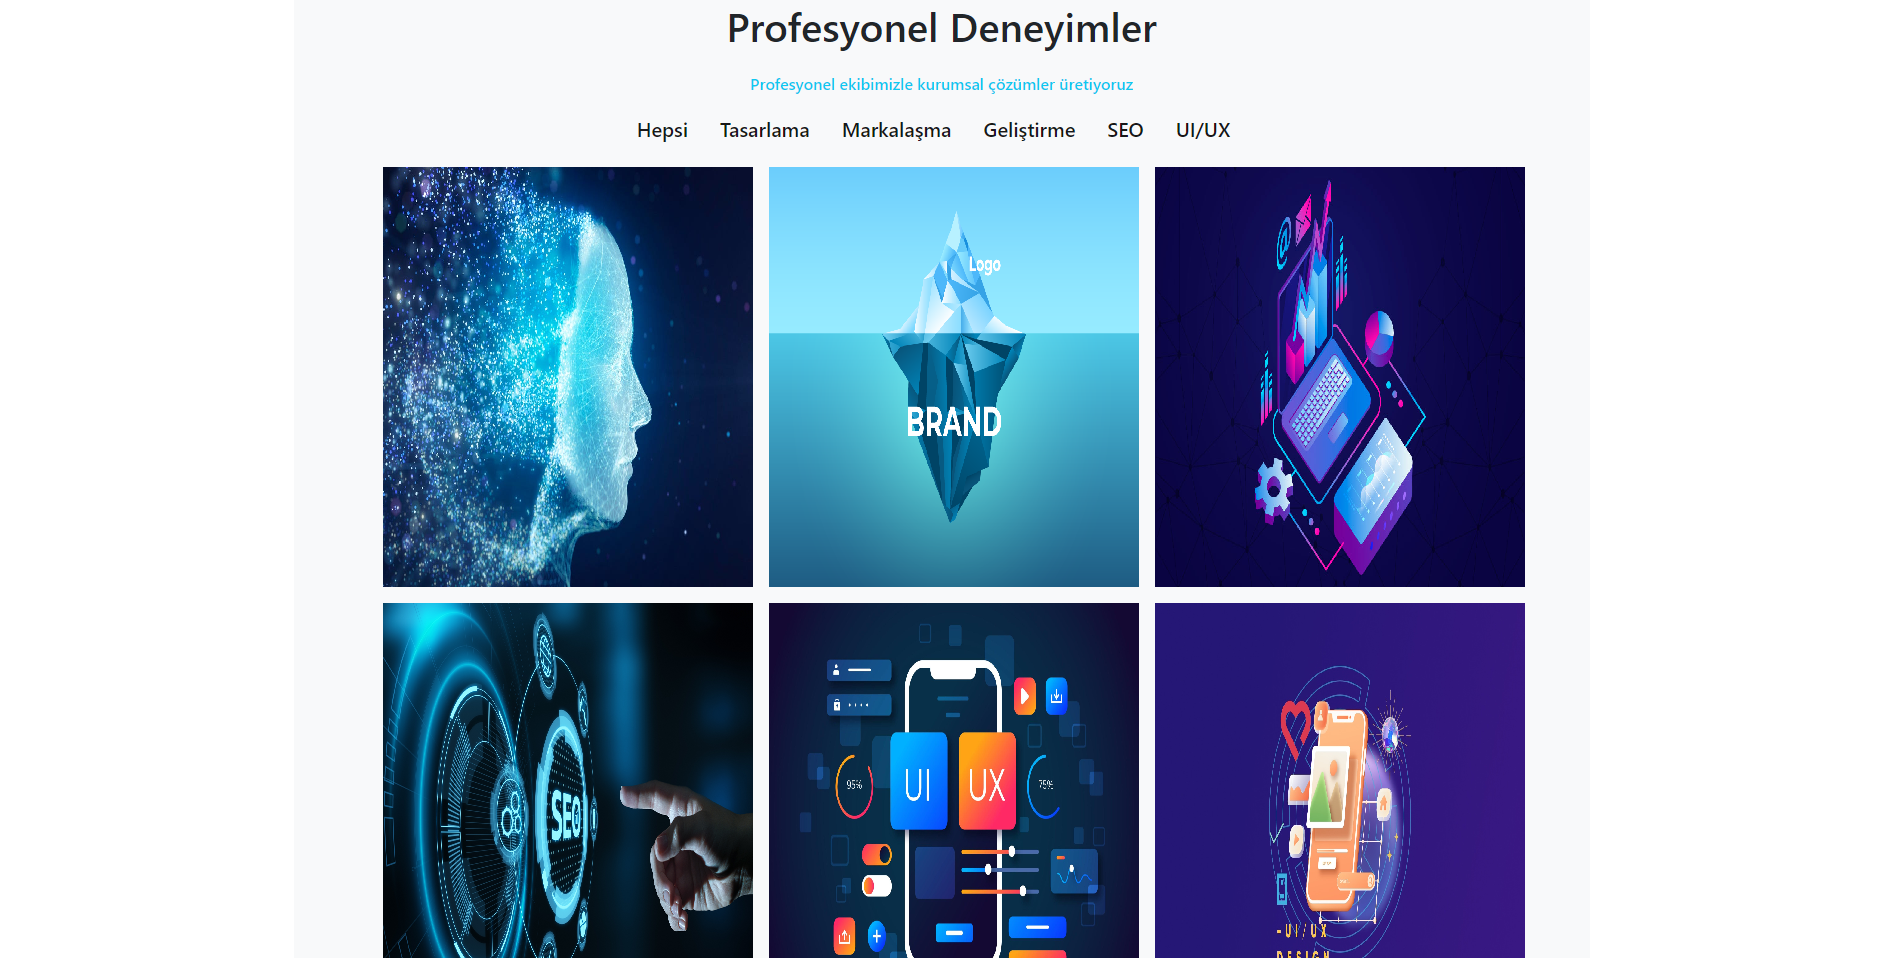 Profesyonel Deneyimler
Profesyonel ekibimizle kurumsal çözümler üretiyoruz
Hepsi Tasarlama Markalaşma Geliştirme SEO UI/UX
Logo
BRAND
SEO
UI UX
95% 75%
-UI/UX
DESIGN